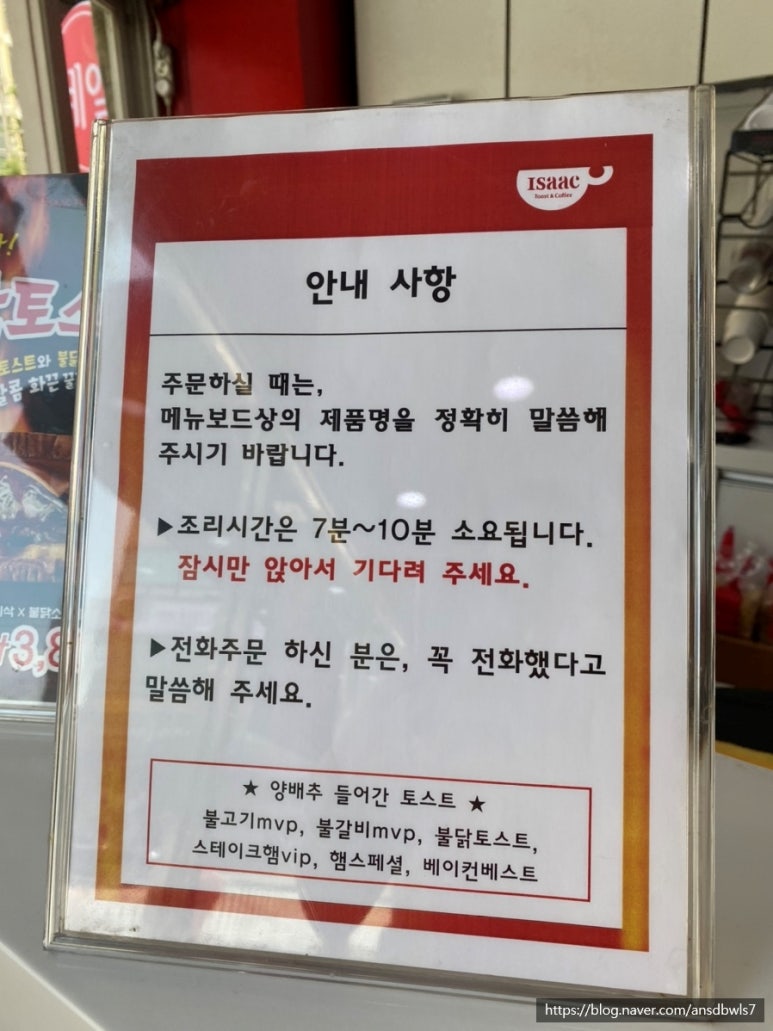 ISaac
Toast & Coffee
안내 사항
주문하실 때는,
메뉴보드상의 제품명을 정확히 말씀해
주시기 바랍니다.
▶조리시간은 7분~10분 소요됩니다.
잠시만 앉아서 기다려 주세요.
▶전화주문 하신 분은, 꼭 전화했다고
말씀해 주세요.
★ 양배추 들어간 토스트 ★
불고기mvp, 불갈비mvp, 불닭토스트,
스테이크햄vip, 햄스페셜, 베이컨베스트
https://blog.naver.com/ansdbwls7